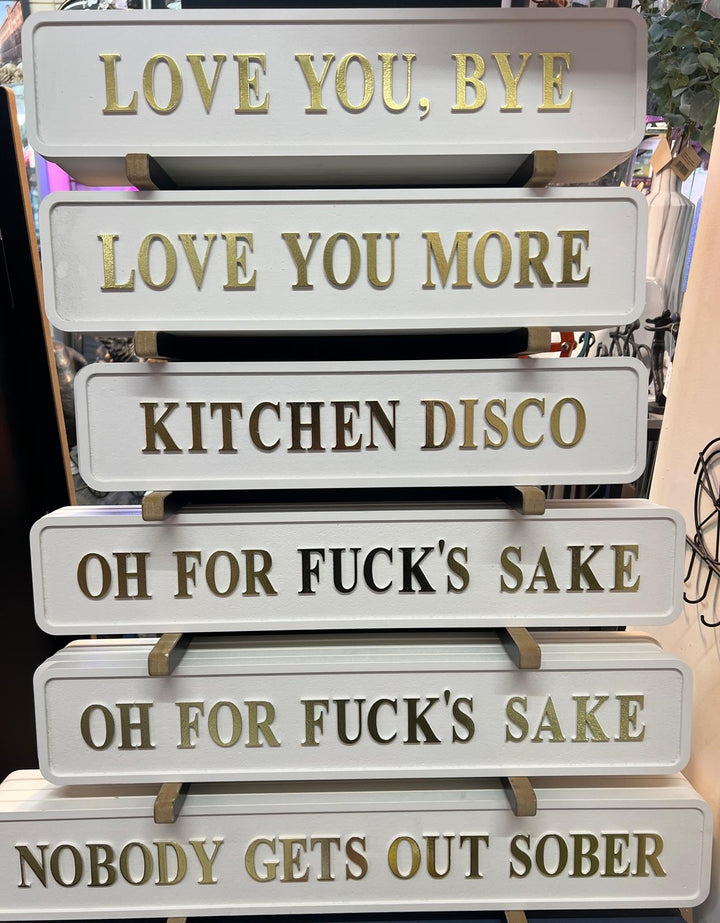 LOVE YOU, BYE
LOVE YOU MORE
KITCHEN DISCO
OH FOR FUCK'S SAKE
OH FOR FUCK'S SAKE
NOBODY GETS OUT SOBER